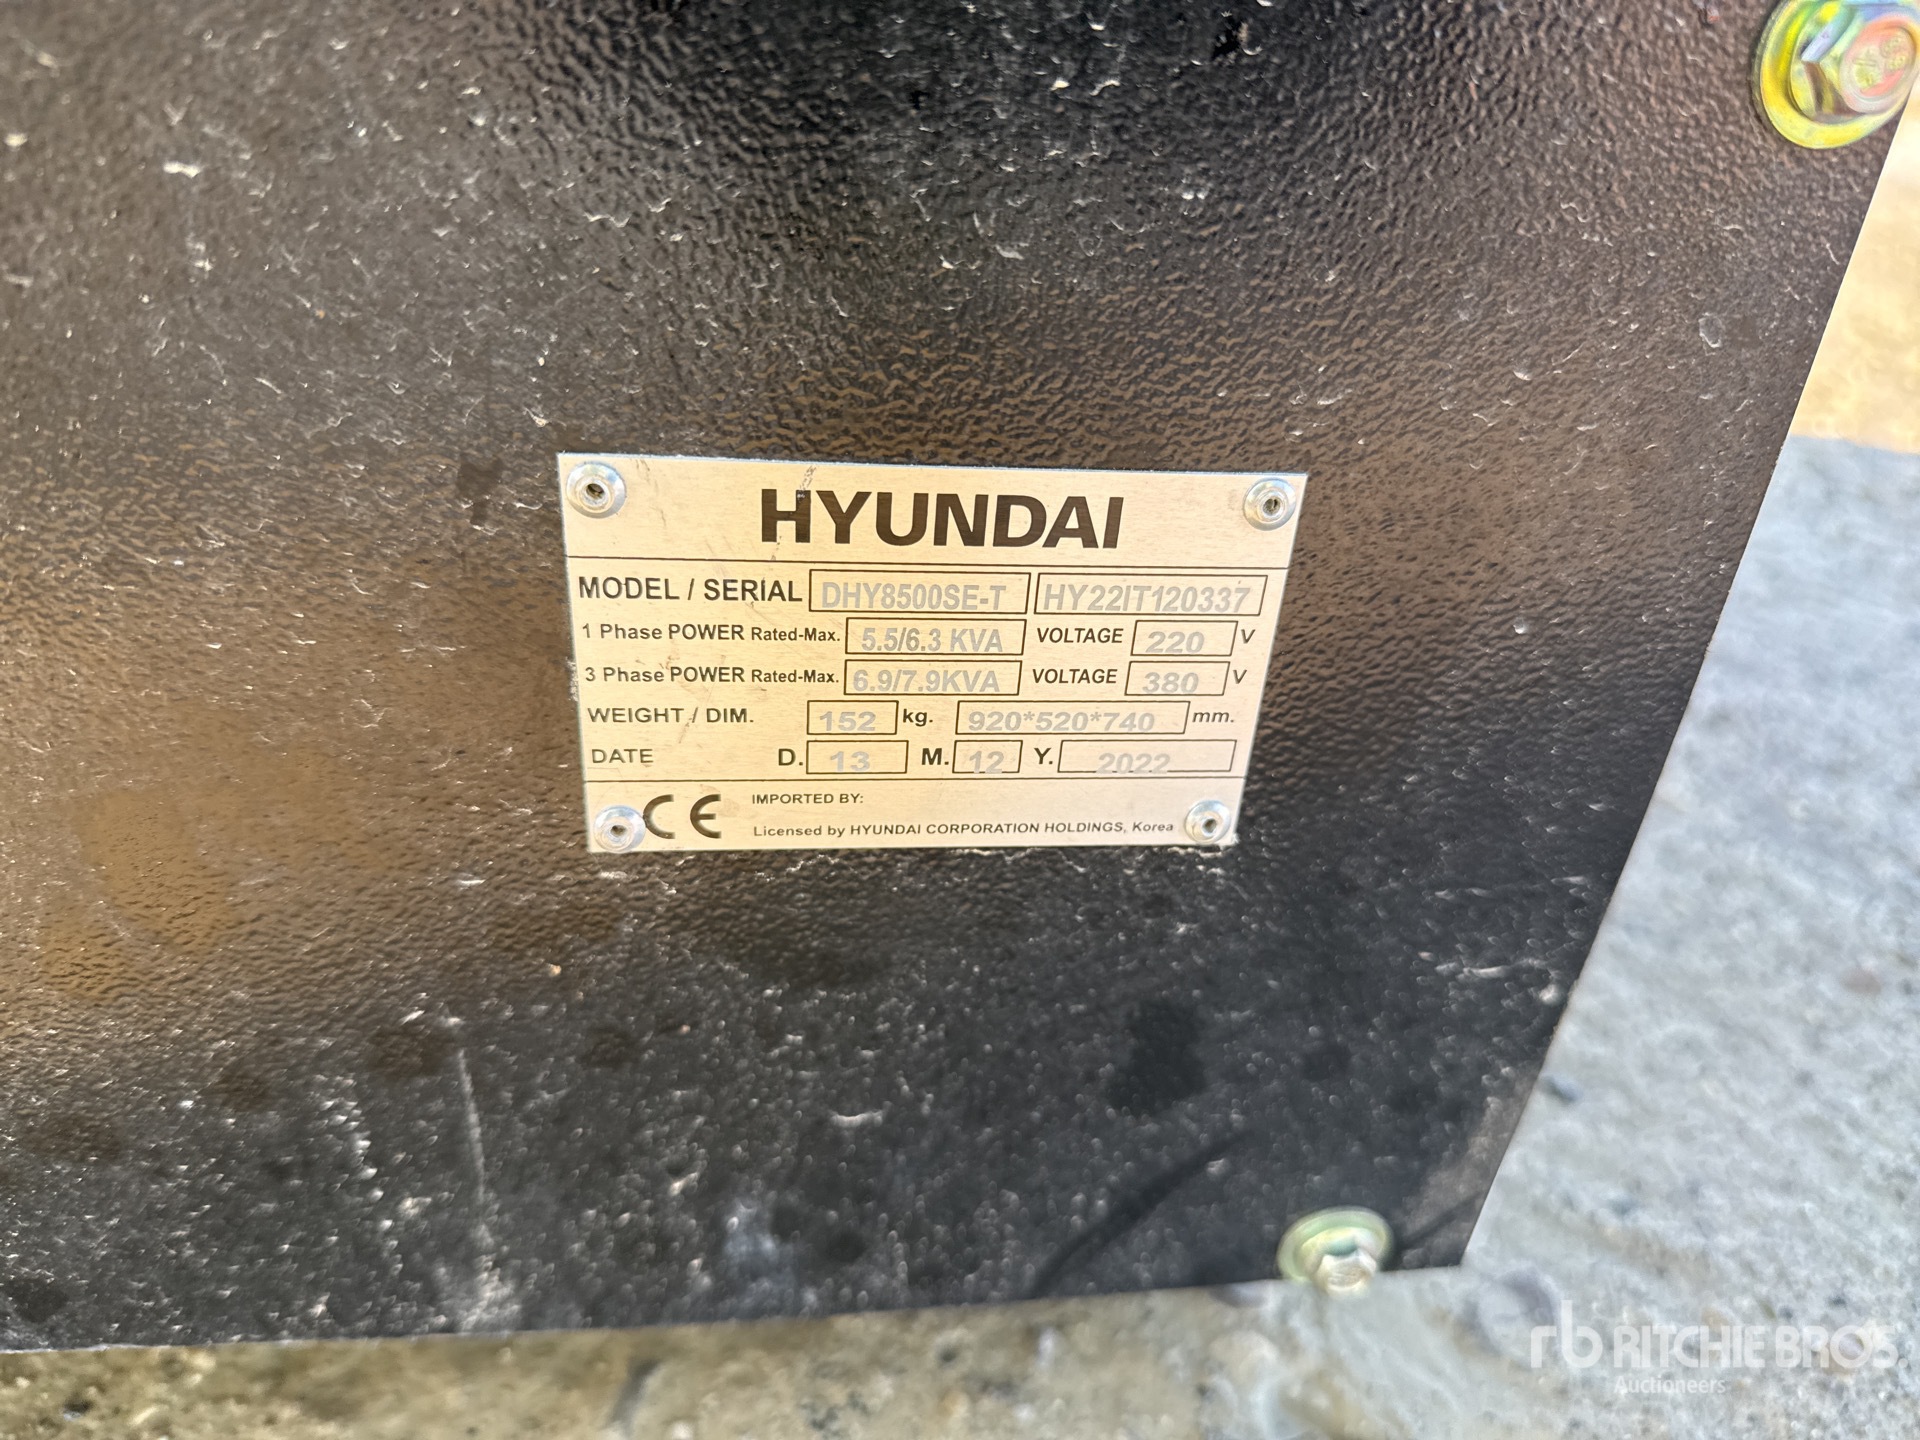 HYUNDAI
MODEL / SERIAL DHY8500SE-T HY22IT120337
1 Phase POWER Rated-Max. 5.5/6.3 KVA VOLTAGE 220 V
3 Phase POWER Rated-Max. 6.9/7.9KVA VOLTAGE 380 V
WEIGHT / DIM. 152 kg. 920*520*740 mm.
DATE D. 13 M. 12 Y. 2022
CE IMPORTED BY:
Licensed by HYUNDAI CORPORATION HOLDINGS, Korea
rb RITCHIE BROS.
Auctioneers